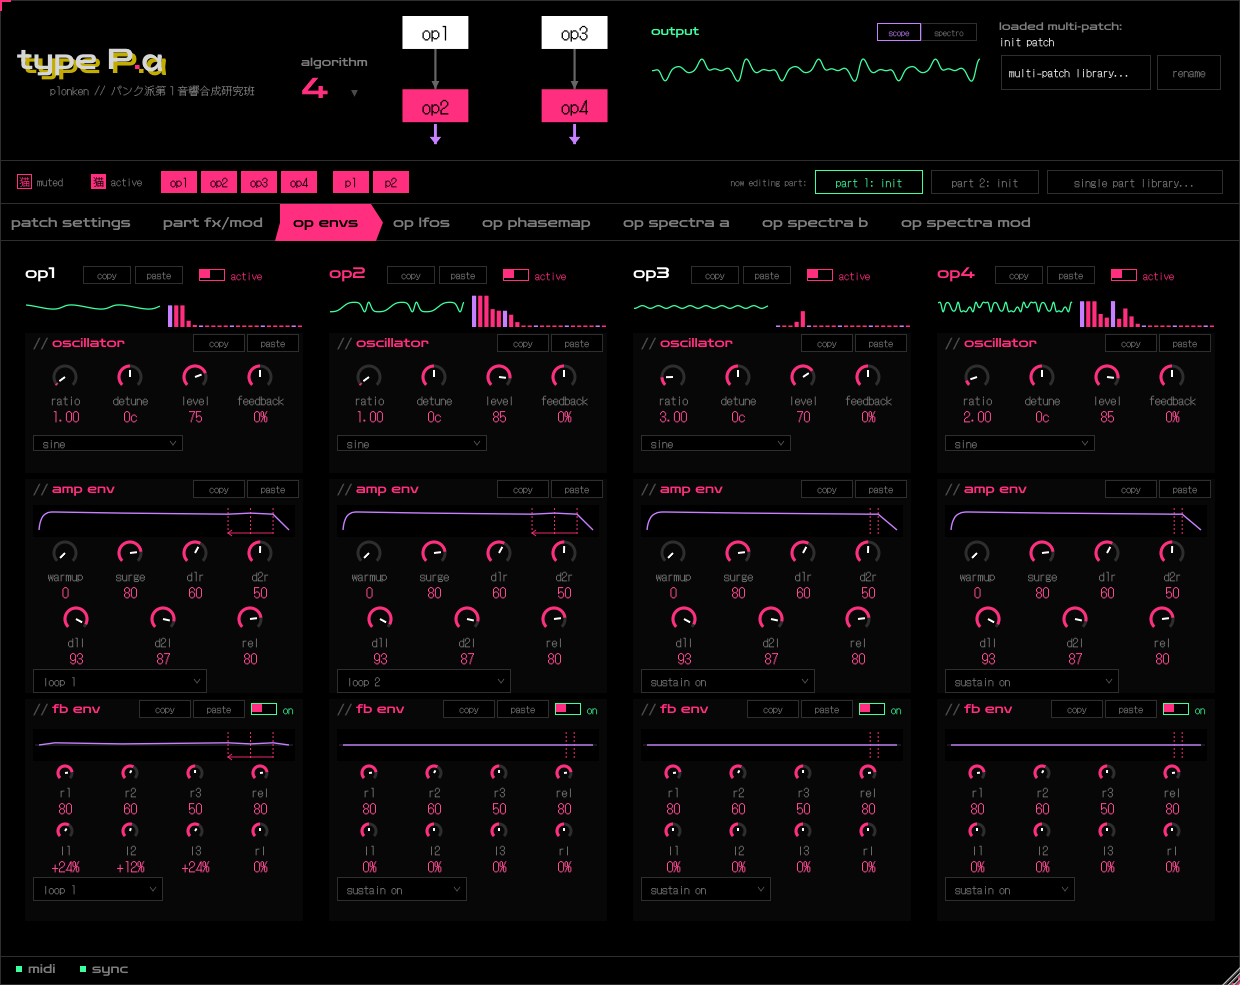 type P.a
plonken // パンク派第1音響合成研究班
algorithm
4
op1 op3
op2 op4
output
scope spectro
loaded multi-patch:
init patch
multi-patch library... rename
猫 muted 猫 active op1 op2 op3 op4 p1 p2
now editing part: part 1: init part 2: init single part library...
patch settings part fx/mod op envs op lfos op phasemap op spectra a op spectra b op spectra mod
op1 copy paste active op2 copy paste active op3 copy paste active op4 copy paste active
// oscillator copy paste // oscillator copy paste // oscillator copy paste // oscillator copy paste
ratio detune level feedback ratio detune level feedback ratio detune level feedback ratio detune level feedback
1.00 0c 75 0% 1.00 0c 85 0% 3.00 0c 70 0% 2.00 0c 85 0%
sine sine sine sine
// amp env copy paste // amp env copy paste // amp env copy paste // amp env copy paste
warmup surge d1r d2r warmup surge d1r d2r warmup surge d1r d2r warmup surge d1r d2r
0 80 60 50 0 80 60 50 0 80 60 50 0 80 60 50
d1l d2l rel d1l d2l rel d1l d2l rel d1l d2l rel
93 87 80 93 87 80 93 87 80 93 87 80
loop 1 loop 2 sustain on sustain on
// fb env copy paste on // fb env copy paste on // fb env copy paste on // fb env copy paste on
r1 r2 r3 rel r1 r2 r3 rel r1 r2 r3 rel r1 r2 r3 rel
80 60 50 80 80 60 50 80 80 60 50 80 80 60 50 80
l1 l2 l3 rl l1 l2 l3 rl l1 l2 l3 rl l1 l2 l3 rl
+24% +12% +24% 0% 0% 0% 0% 0% 0% 0% 0% 0% 0% 0% 0% 0%
loop 1 sustain on sustain on sustain on
midi sync